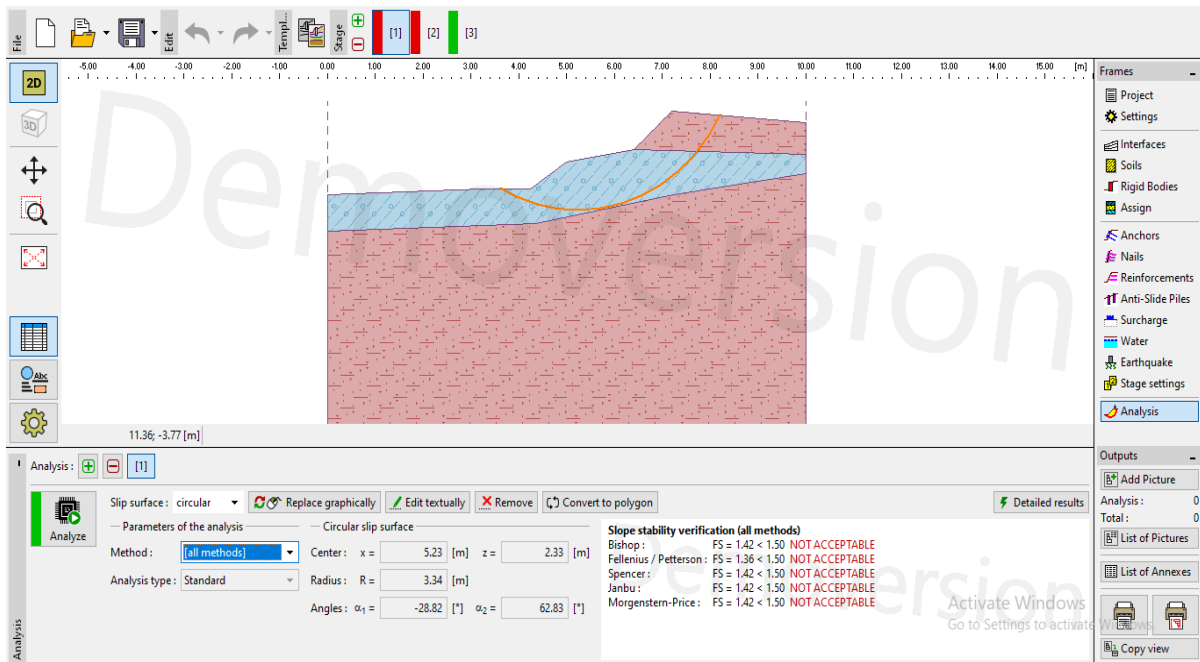 File
Edit
Templ...
Stage
[1] [2] [3]
2D
3D
-5.00 -4.00 -3.00 -2.00 -1.00 0.00 1.00 2.00 3.00 4.00 5.00 6.00 7.00 8.00 9.00 10.00 11.00 12.00 13.00 14.00 15.00 [m]
Demoversion
Abc
11.36; -3.77 [m]
Frames
Project
Settings
Interfaces
Soils
Rigid Bodies
Assign
Anchors
Nails
Reinforcements
Anti-Slide Piles
Surcharge
Water
Earthquake
Stage settings
Analysis
Analysis : [1]
Analyze
Slip surface : circular Replace graphically Edit textually Remove Convert to polygon Detailed results
Parameters of the analysis
Method : [all methods]
Analysis type : Standard
Circular slip surface
Center : x = 5.23 [m] z = 2.33 [m]
Radius : R = 3.34 [m]
Angles : α1 = -28.82 [°] α2 = 62.83 [°]
Slope stability verification (all methods)
Bishop : FS = 1.42 < 1.50 NOT ACCEPTABLE
Fellenius / Petterson : FS = 1.36 < 1.50 NOT ACCEPTABLE
Spencer : FS = 1.42 < 1.50 NOT ACCEPTABLE
Janbu : FS = 1.42 < 1.50 NOT ACCEPTABLE
Morgenstern-Price : FS = 1.42 < 1.50 NOT ACCEPTABLE
Demoversion
Activate Windows
Go to Settings to activate Windows.
Analysis
Outputs
Add Picture
Analysis : 0
Total : 0
List of Pictures
List of Annexes
Copy view